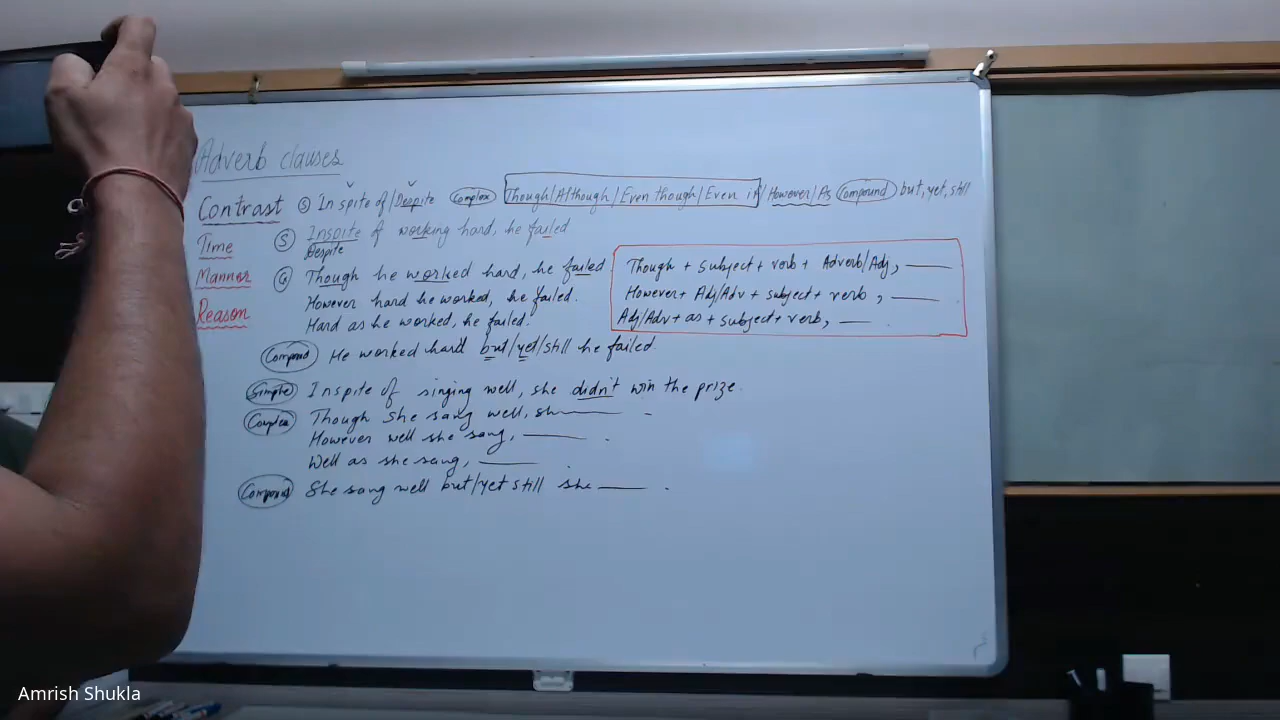 Adverb clauses
Contrast Ⓢ In spite of/Despite Complex Though/Although/Even though/Even if/However/As Compound but, yet, still
Time Ⓢ Inspite of working hard, he failed
Despite
Manner Though he worked hard, he failed
However hard he worked, he failed.
Reason Hard as he worked, he failed.
Though + subject + verb + Adverb/Adj, ___
However + Adj/Adv + subject + verb, ___.
Adj/Adv + as + subject + verb, ___.
Compound He worked hard but/yet/still he failed.
Simple Inspite of singing well, she didn't win the prize.
Complex Though she sang well, sh___.
However well she sang, ___.
Well as she sang, ___.
Compound She sang well but/yet still she ___.
Amrish Shukla